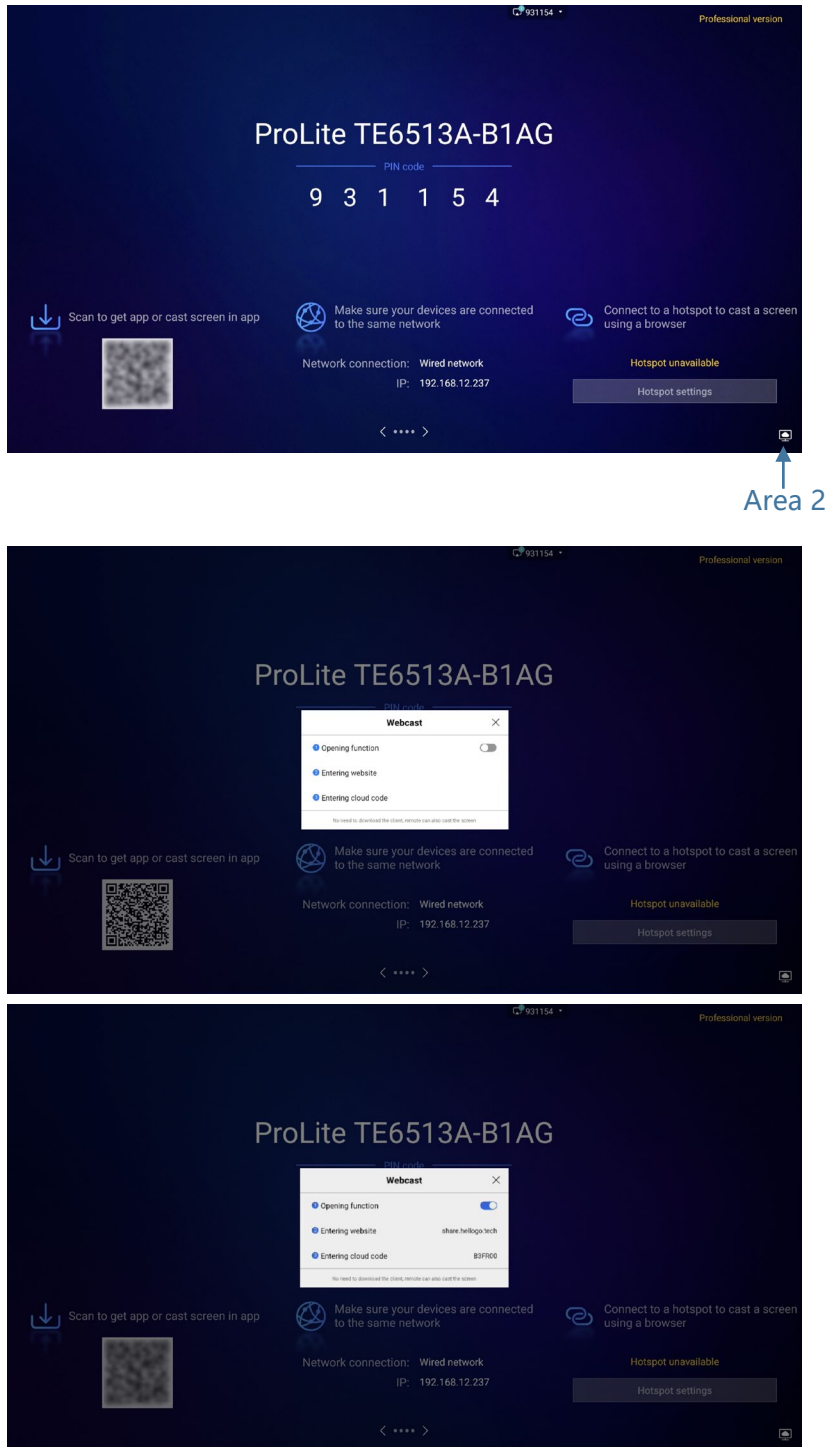 931154
Professional version
ProLite TE6513A-B1AG
PIN code
9 3 1 1 5 4
Scan to get app or cast screen in app
Make sure your devices are connected
to the same network
Connect to a hotspot to cast a screen
using a browser
Network connection: Wired network
IP: 192.168.12.237
Hotspot unavailable
Hotspot settings
Area 2
931154
Professional version
ProLite TE6513A-B1AG
PIN code
Webcast
1 Opening function
2 Entering website
3 Entering cloud code
No need to download the client, remote can also cast the screen
Scan to get app or cast screen in app
Make sure your devices are connected
to the same network
Connect to a hotspot to cast a screen
using a browser
Network connection: Wired network
IP: 192.168.12.237
Hotspot unavailable
Hotspot settings
931154
Professional version
ProLite TE6513A-B1AG
PIN code
Webcast
1 Opening function
2 Entering website share.hellogo.tech
3 Entering cloud code B3FR00
No need to download the client, remote can also cast the screen
Scan to get app or cast screen in app
Make sure your devices are connected
to the same network
Connect to a hotspot to cast a screen
using a browser
Network connection: Wired network
IP: 192.168.12.237
Hotspot unavailable
Hotspot settings